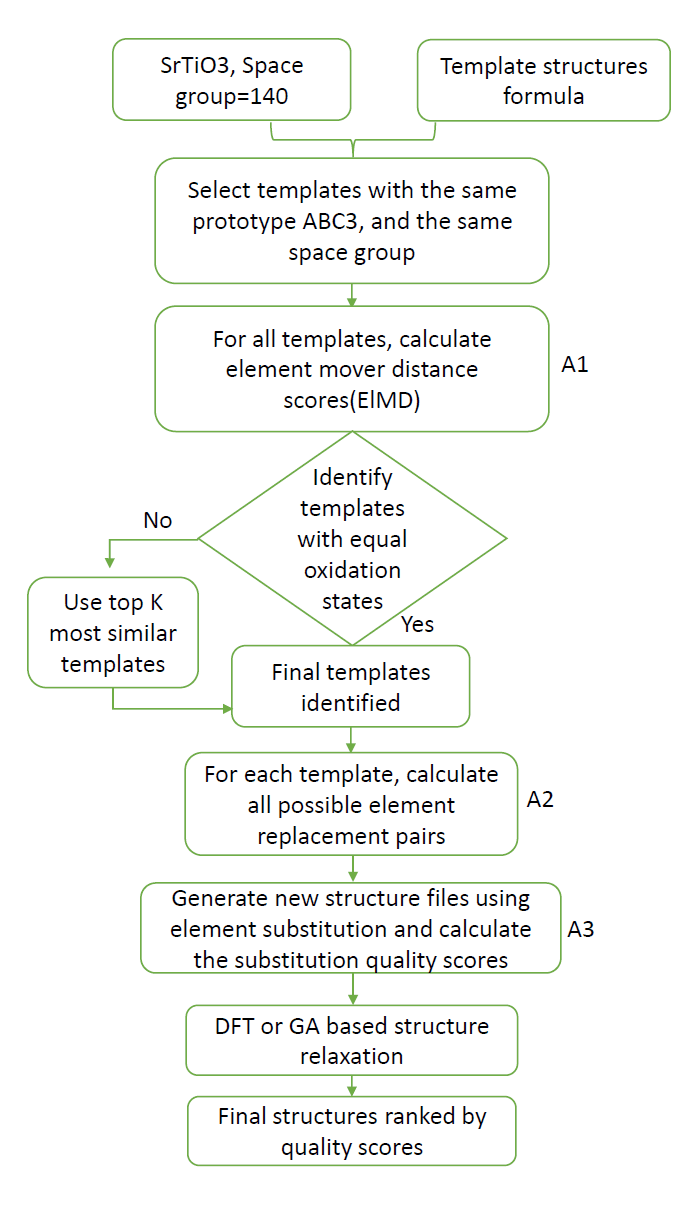 SrTiO3, Space
group=140
Template structures
formula
Select templates with the same
prototype ABC3, and the same
space group
For all templates, calculate
element mover distance
scores(ElMD)
A1
Identify
templates
with equal
oxidation
states
No
Yes
Use top K
most similar
templates
Final templates
identified
For each template, calculate
all possible element
replacement pairs
A2
Generate new structure files using
element substitution and calculate
the substitution quality scores
A3
DFT or GA based structure
relaxation
Final structures ranked by
quality scores